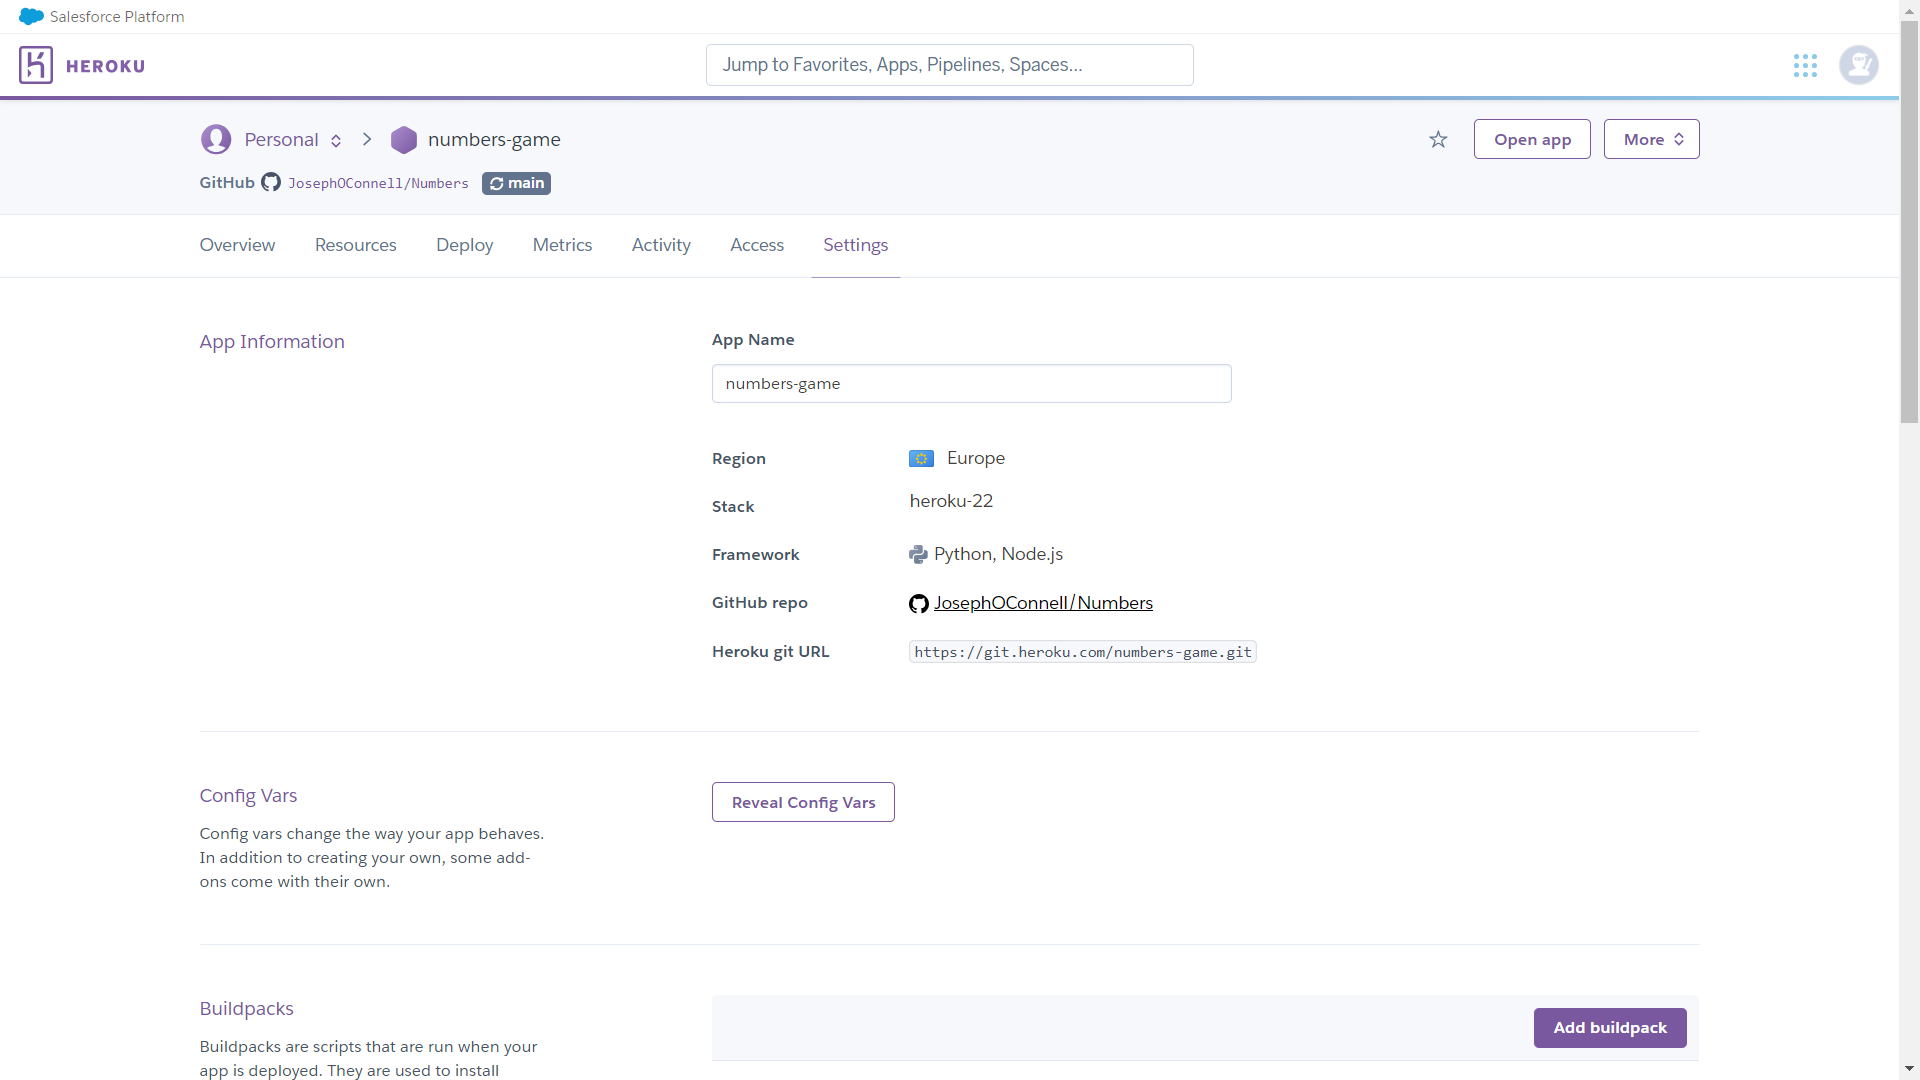 Salesforce Platform
HEROKU
Jump to Favorites, Apps, Pipelines, Spaces...
Personal
numbers-game
Open app
More
GitHub
JosephOConnell/Numbers
main
Overview
Resources
Deploy
Metrics
Activity
Access
Settings
App Information
App Name
numbers-game
Region
Europe
Stack
heroku-22
Framework
Python, Node.js
GitHub repo
JosephOConnell/Numbers
Heroku git URL
https://git.heroku.com/numbers-game.git
Config Vars
Config vars change the way your app behaves.
In addition to creating your own, some add-
ons come with their own.
Reveal Config Vars
Buildpacks
Buildpacks are scripts that are run when your
app is deployed. They are used to install
Add buildpack